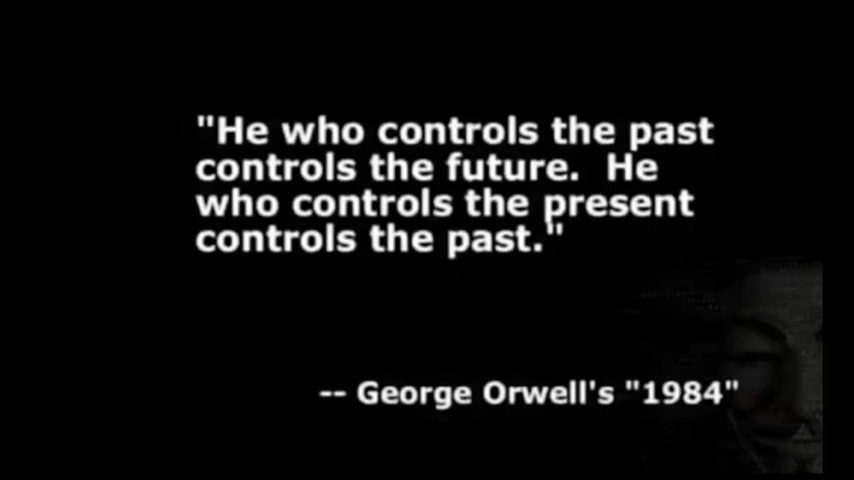 "He who controls the past
controls the future.  He
who controls the present
controls the past."
-- George Orwell's "1984"